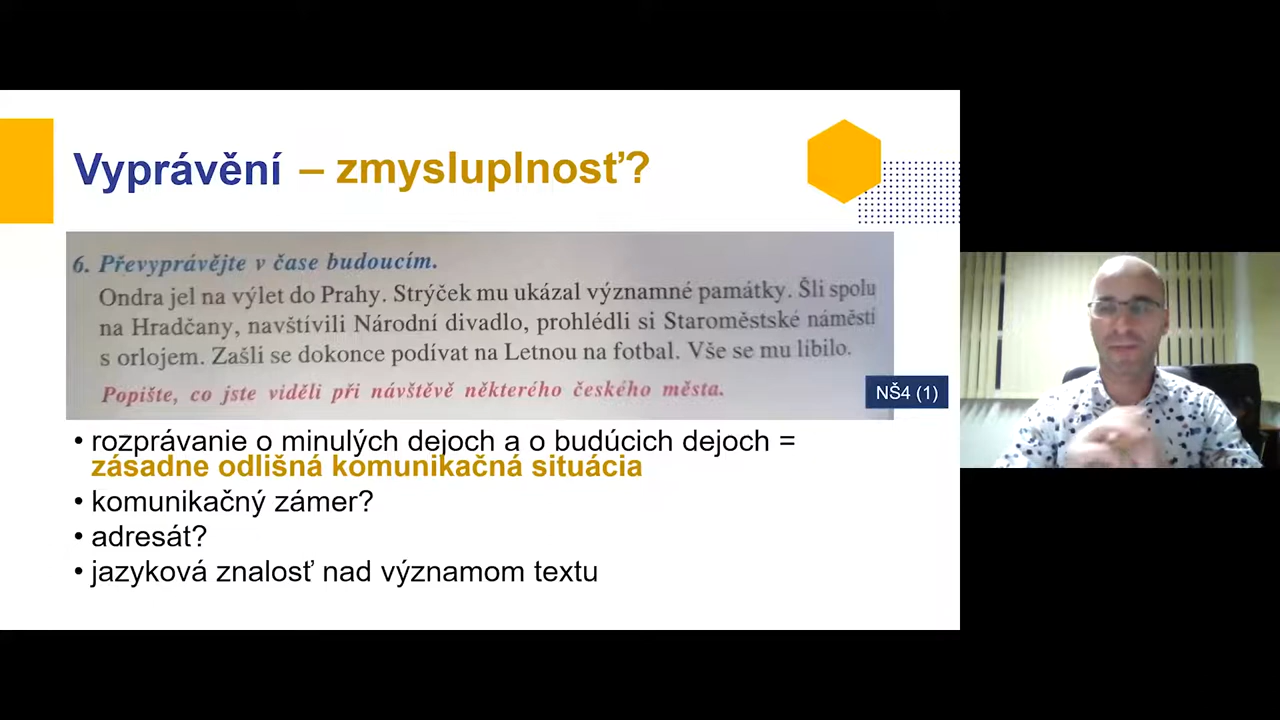 Vyprávění – zmysluplnosť?
6. Převyprávějte v čase budoucím.
Ondra jel na výlet do Prahy. Strýček mu ukázal významné památky. Šli spolu
na Hradčany, navštívili Národní divadlo, prohlédli si Staroměstské náměstí
s orlojem. Zašli se dokonce podívat na Letnou na fotbal. Vše se mu líbilo.
Popište, co jste viděli při návštěvě některého českého města.
NŠ4 (1)
• rozprávanie o minulých dejoch a o budúcich dejoch =
zásadne odlišná komunikačná situácia
• komunikačný zámer?
• adresát?
• jazyková znalosť nad významom textu